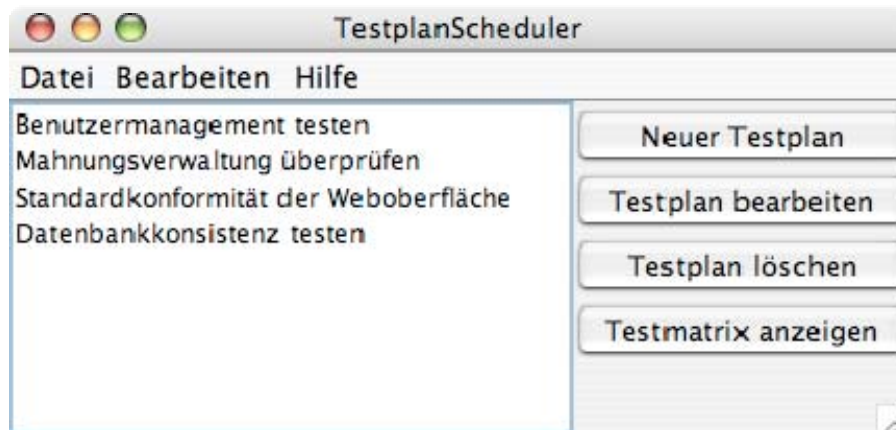 TestplanScheduler
Datei Bearbeiten Hilfe
Benutzermanagement testen
Mahnungsverwaltung überprüfen
Standardkonformität der Weboberfläche
Datenbankkonsistenz testen
Neuer Testplan
Testplan bearbeiten
Testplan löschen
Testmatrix anzeigen